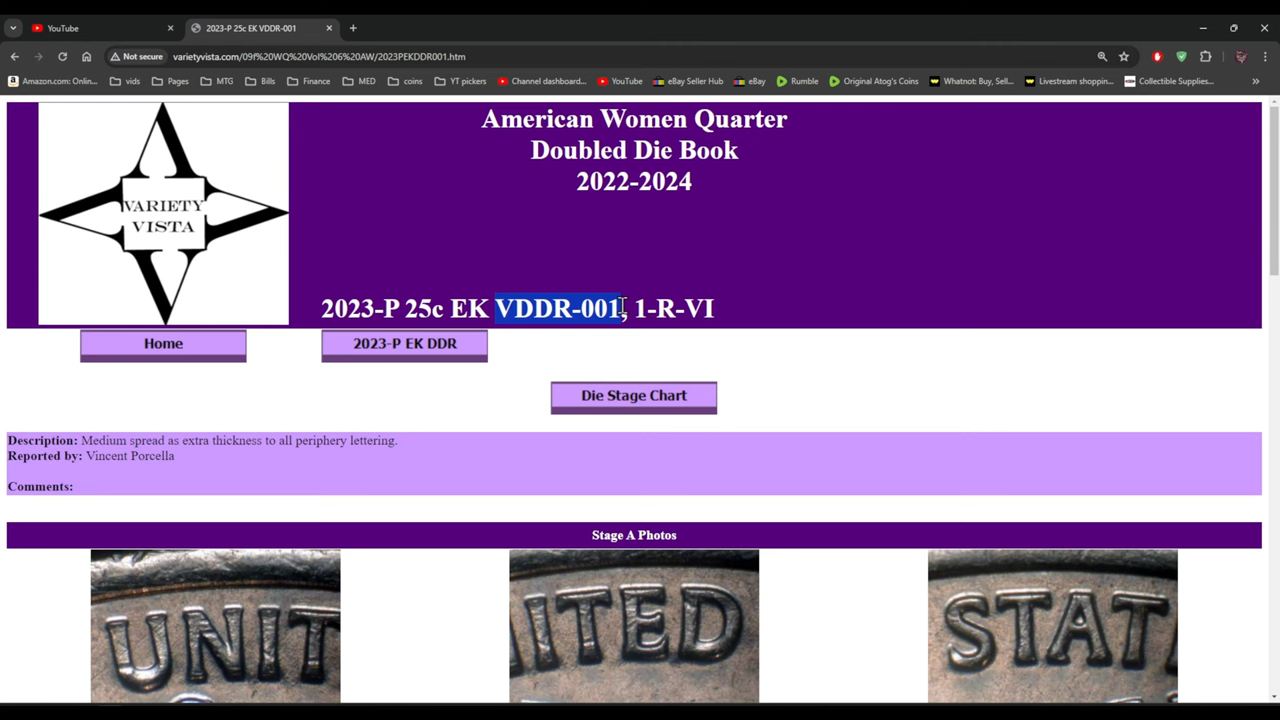 YouTube
2023-P 25c EK VDDR-001
Not secure
varietyvista.com/09f%20WQ%20Vol%206%20AW/2023PEKDDR001.htm
Amazon.com: Onlin... vids Pages MTG Bills Finance MED coins YT pickers Channel dashboard... YouTube eBay Seller Hub eBay Rumble Original Atog's Coins Whatnot: Buy, Sell... Livestream shoppin... Collectible Supplies...
American Women Quarter
Doubled Die Book
2022-2024
VARIETY
VISTA
2023-P 25c EK VDDR-001, 1-R-VI
Home
2023-P EK DDR
Die Stage Chart
Description: Medium spread as extra thickness to all periphery lettering.
Reported by: Vincent Porcella
Comments:
Stage A Photos
UNIT
ITED
STAT